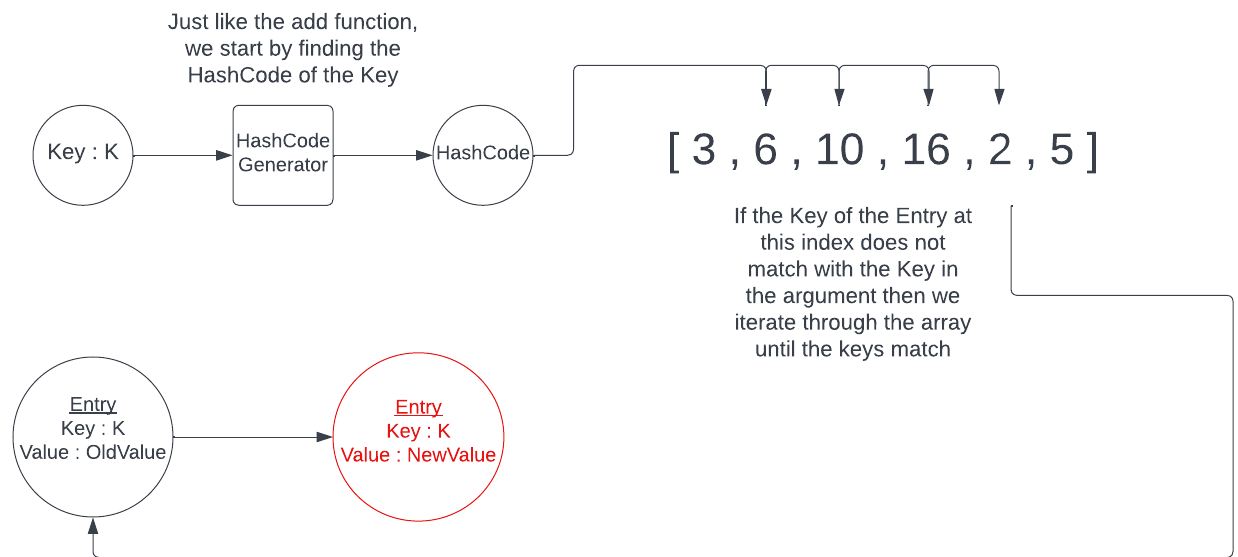 Just like the add function,
we start by finding the
HashCode of the Key
Key : K
HashCode
Generator
HashCode
[ 3 , 6 , 10 , 16 , 2 , 5 ]
If the Key of the Entry at
this index does not
match with the Key in
the argument then we
iterate through the array
until the keys match
Entry
Key : K
Value : OldValue
Entry
Key : K
Value : NewValue